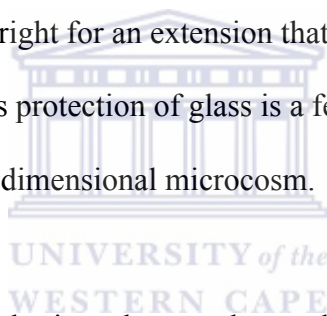 right for an extension that
s protection of glass is a fe
dimensional microcosm.
UNIVERSITY of the
WESTERN CAPE